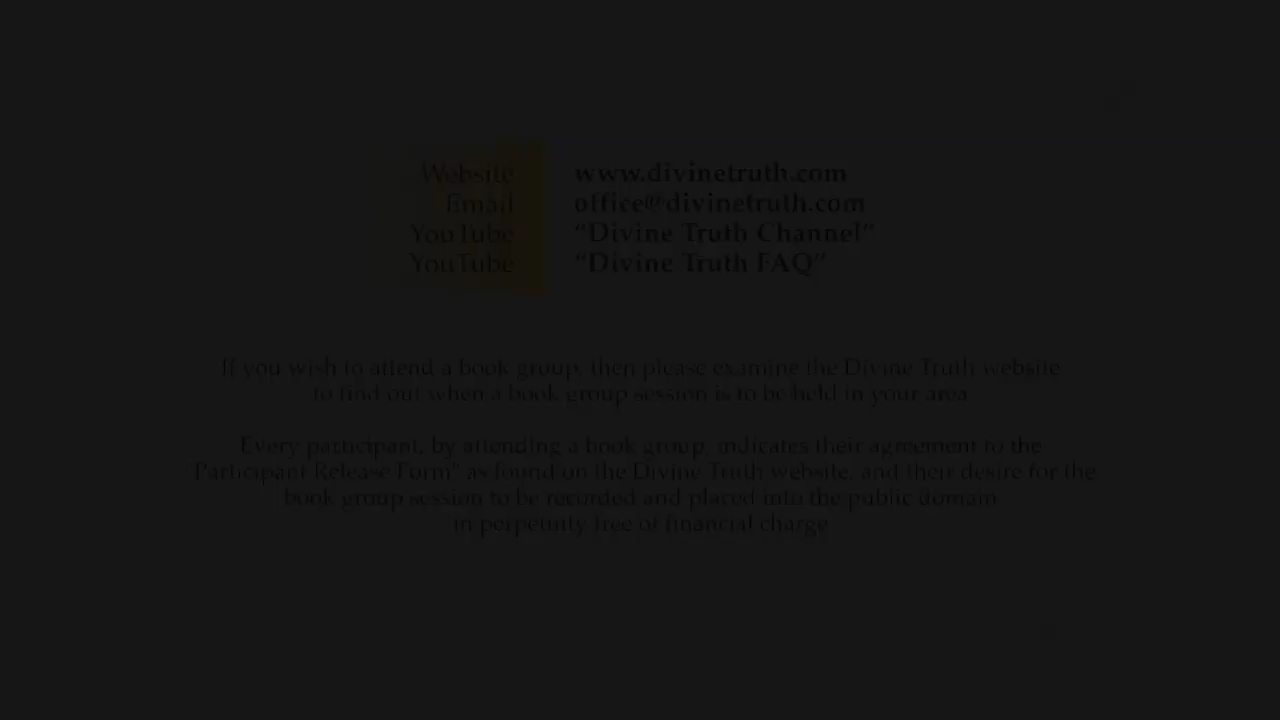 Website www.divinetruth.com
Email office@divinetruth.com
YouTube “Divine Truth Channel”
YouTube “Divine Truth FAQ”
If you wish to attend a book group, then please examine the Divine Truth website
to find out when a book group session is to be held in your area
Every participant, by attending a book group, indicates their agreement to the
Participant Release Form” as found on the Divine Truth website, and their desire for the
book group session to be recorded and placed into the public domain
in perpetuity free of financial charge